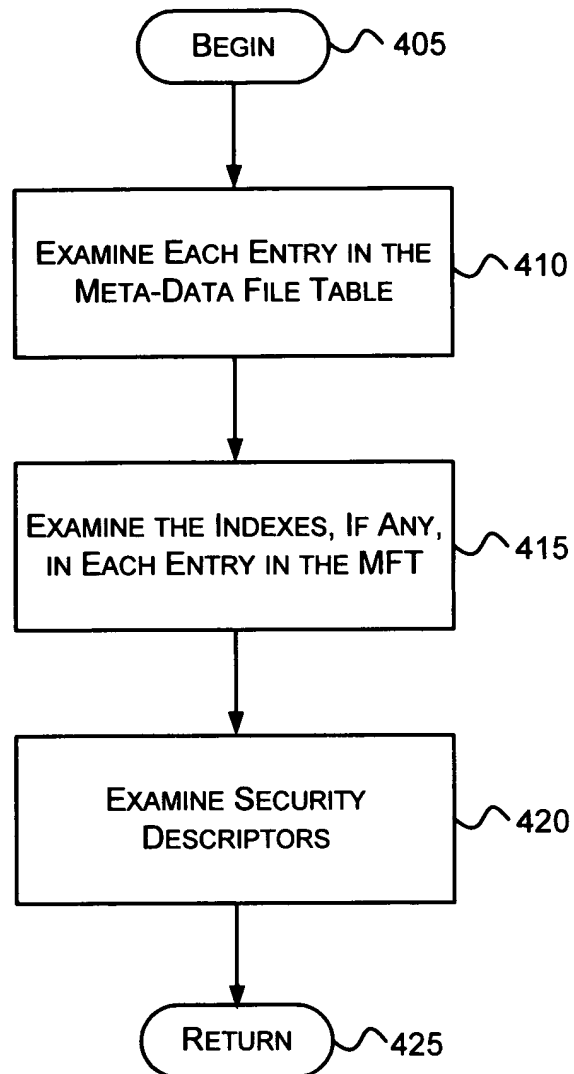 BEGIN
405
EXAMINE EACH ENTRY IN THE
META-DATA FILE TABLE
410
EXAMINE THE INDEXES, IF ANY,
IN EACH ENTRY IN THE MFT
415
EXAMINE SECURITY
DESCRIPTORS
420
RETURN
425